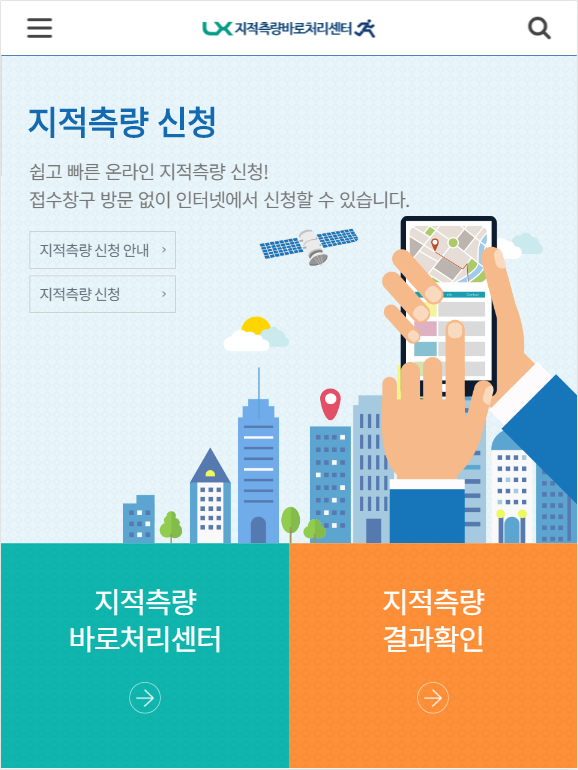 LX 지적측량바로처리센터
지적측량 신청
쉽고 빠른 온라인 지적측량 신청!
접수창구 방문 없이 인터넷에서 신청할 수 있습니다.
지적측량 신청 안내 >
지적측량 신청 >
지적측량
바로처리센터
지적측량
결과확인